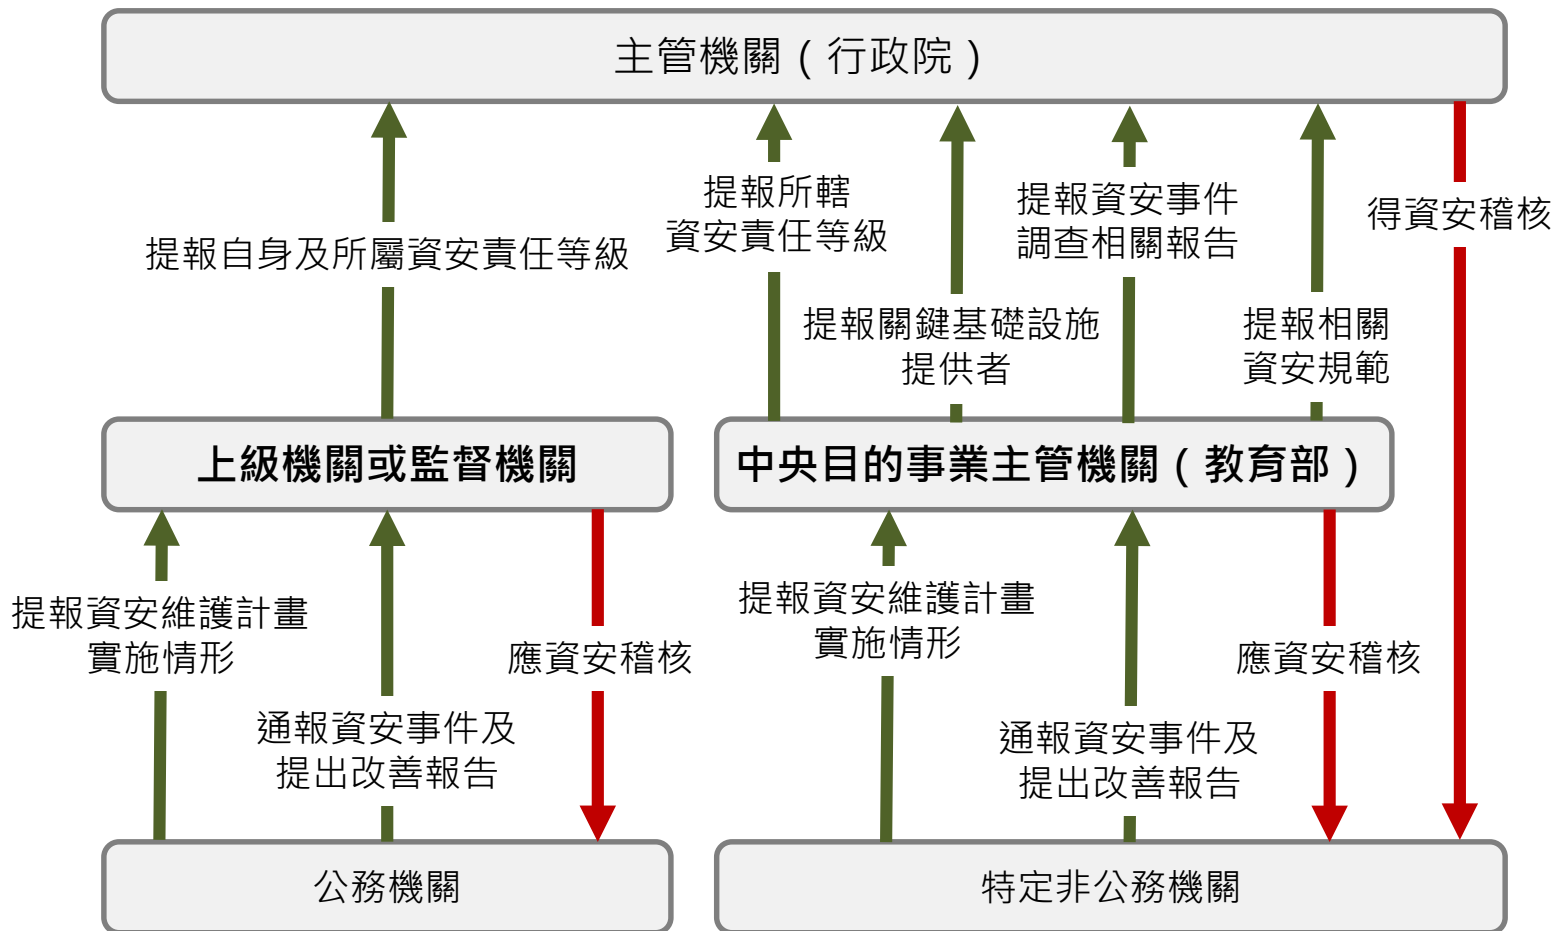 主管機關（行政院）
提報自身及所屬資安責任等級
提報所轄
資安責任等級
提報關鍵基礎設施
提供者
提報資安事件
調查相關報告
提報相關
資安規範
得資安稽核
上級機關或監督機關
中央目的事業主管機關（教育部）
提報資安維護計畫
實施情形
通報資安事件及
提出改善報告
應資安稽核
提報資安維護計畫
實施情形
通報資安事件及
提出改善報告
應資安稽核
公務機關
特定非公務機關